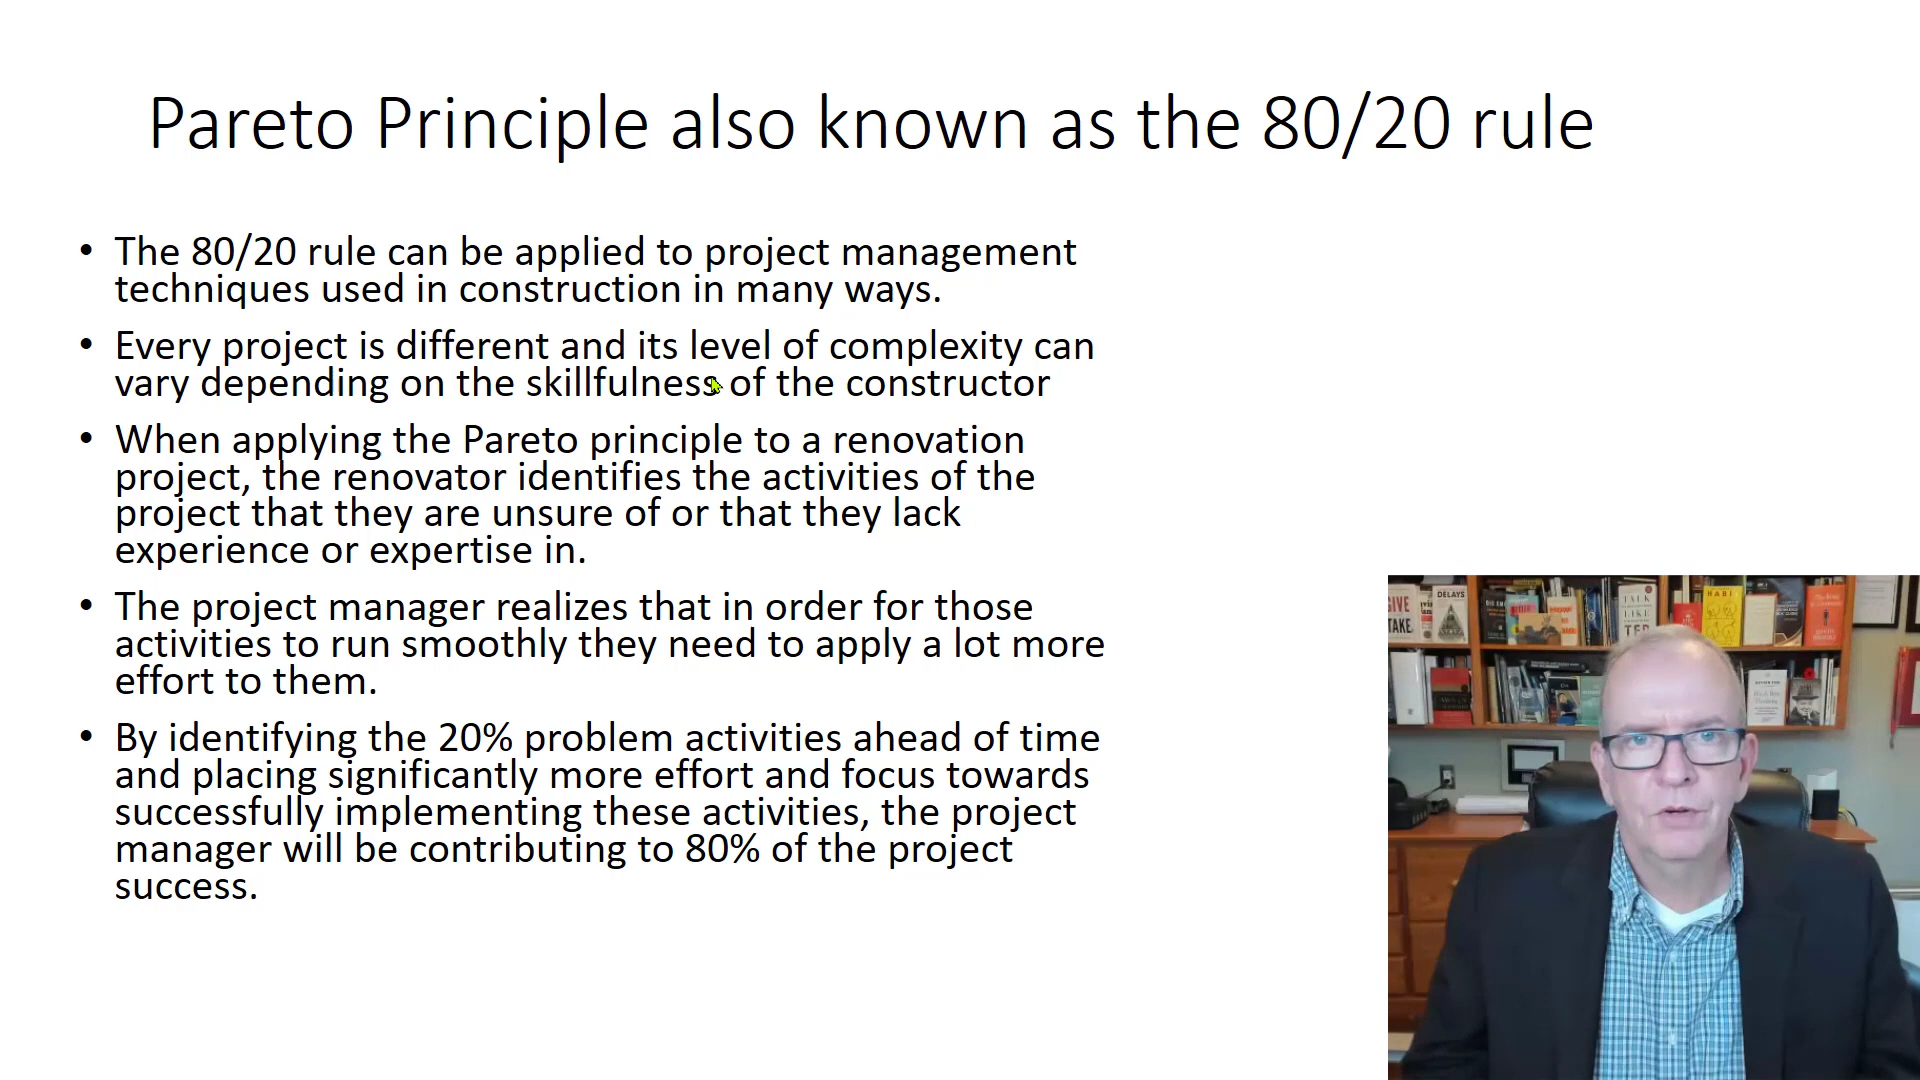 Pareto Principle also known as the 80/20 rule
• The 80/20 rule can be applied to project management
techniques used in construction in many ways.
• Every project is different and its level of complexity can
vary depending on the skillfulness of the constructor
• When applying the Pareto principle to a renovation
project, the renovator identifies the activities of the
project that they are unsure of or that they lack
experience or expertise in.
• The project manager realizes that in order for those
activities to run smoothly they need to apply a lot more
effort to them.
• By identifying the 20% problem activities ahead of time
and placing significantly more effort and focus towards
successfully implementing these activities, the project
manager will be contributing to 80% of the project
success.
DELAYS
TALK
LIKE
TED